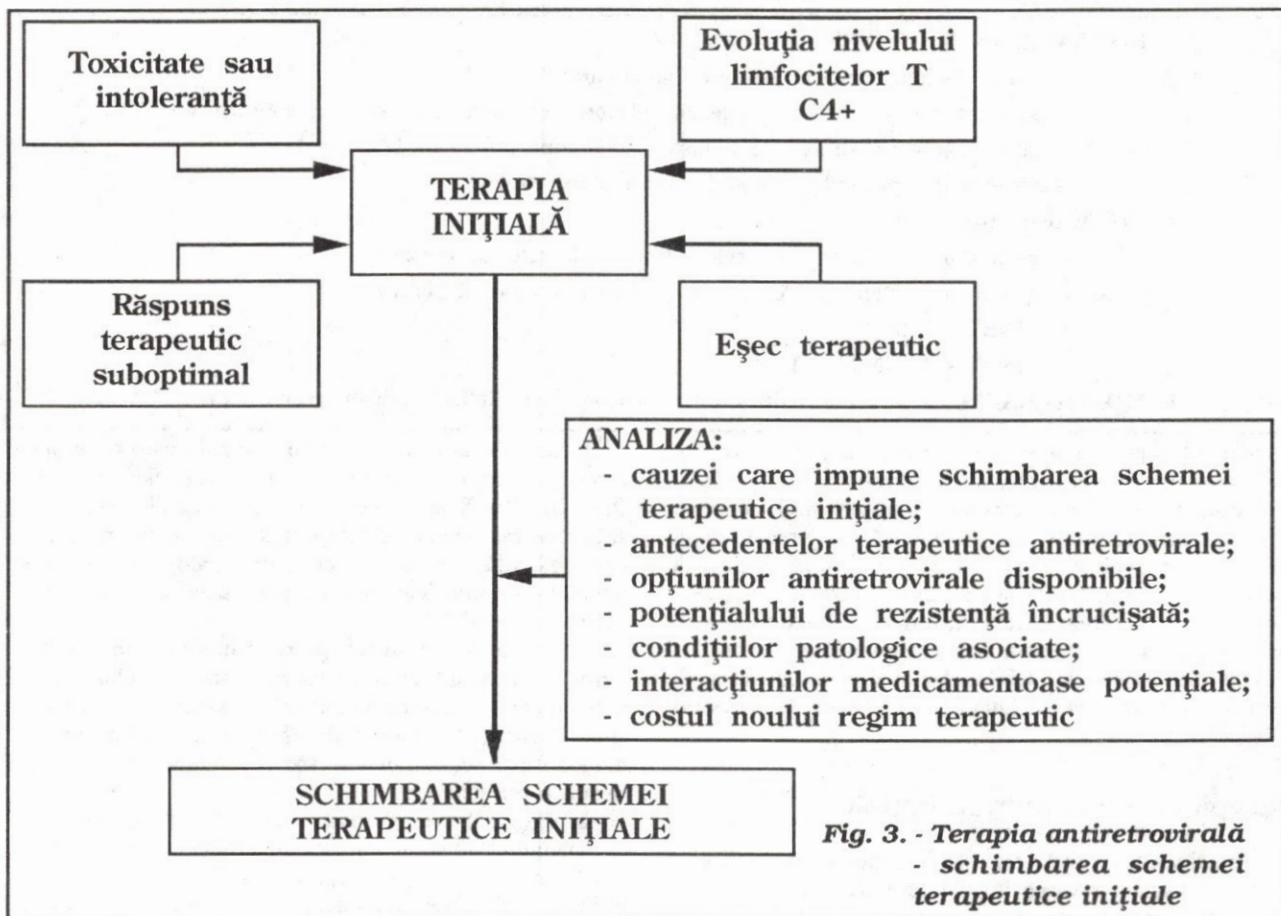 Toxicitate sau
intoleranță
Evoluția nivelului
limfocitelor T
C4+
TERAPIA
INIŢIALĂ
Răspuns
terapeutic
suboptimal
Eşec terapeutic
ANALIZA:
- cauzei care impune schimbarea schemei
terapeutice iniţiale;
- antecedentelor terapeutice antiretrovirale;
- opţiunilor antiretrovirale disponibile;
- potenţialului de rezistenţă încrucişată;
- condiţiilor patologice asociate;
- interacţiunilor medicamentoase potenţiale;
- costul noului regim terapeutic
SCHIMBAREA SCHEMEI
TERAPEUTICE INIŢIALE
Fig. 3. - Terapia antiretrovirală
- schimbarea schemei
terapeutice iniţiale